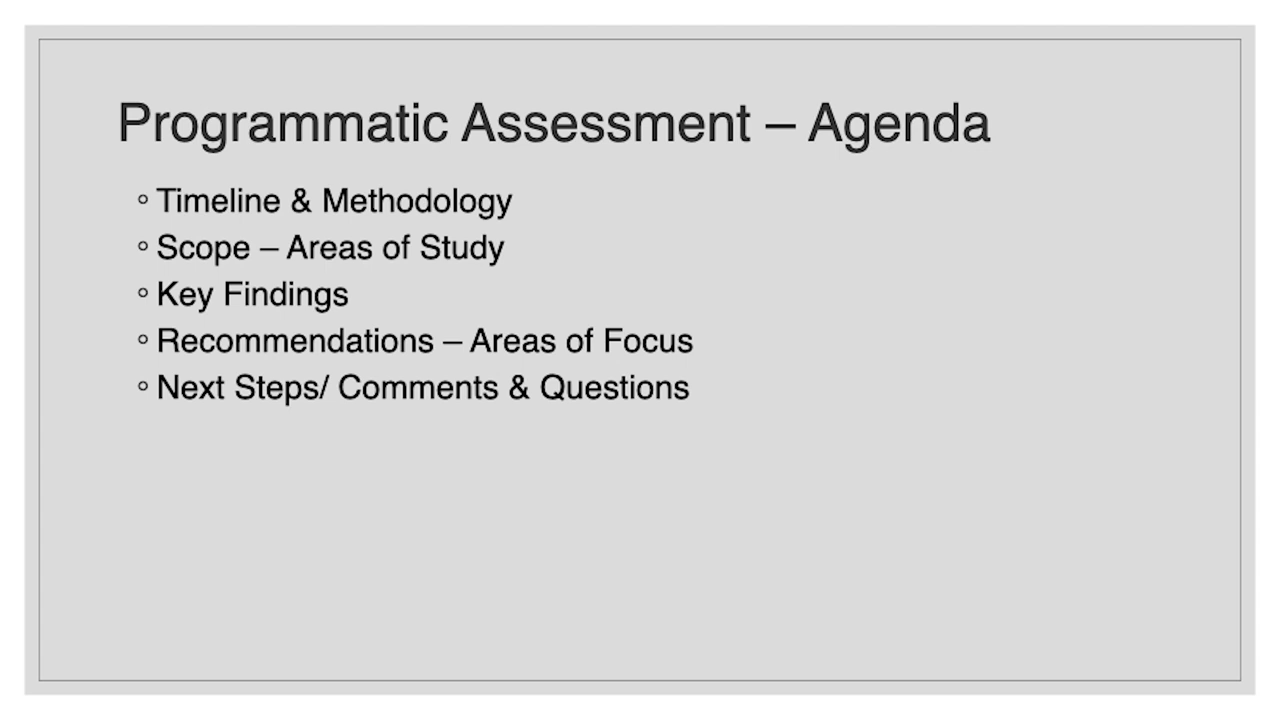 Programmatic Assessment – Agenda
◦ Timeline & Methodology
◦ Scope – Areas of Study
◦ Key Findings
◦ Recommendations – Areas of Focus
◦ Next Steps/ Comments & Questions